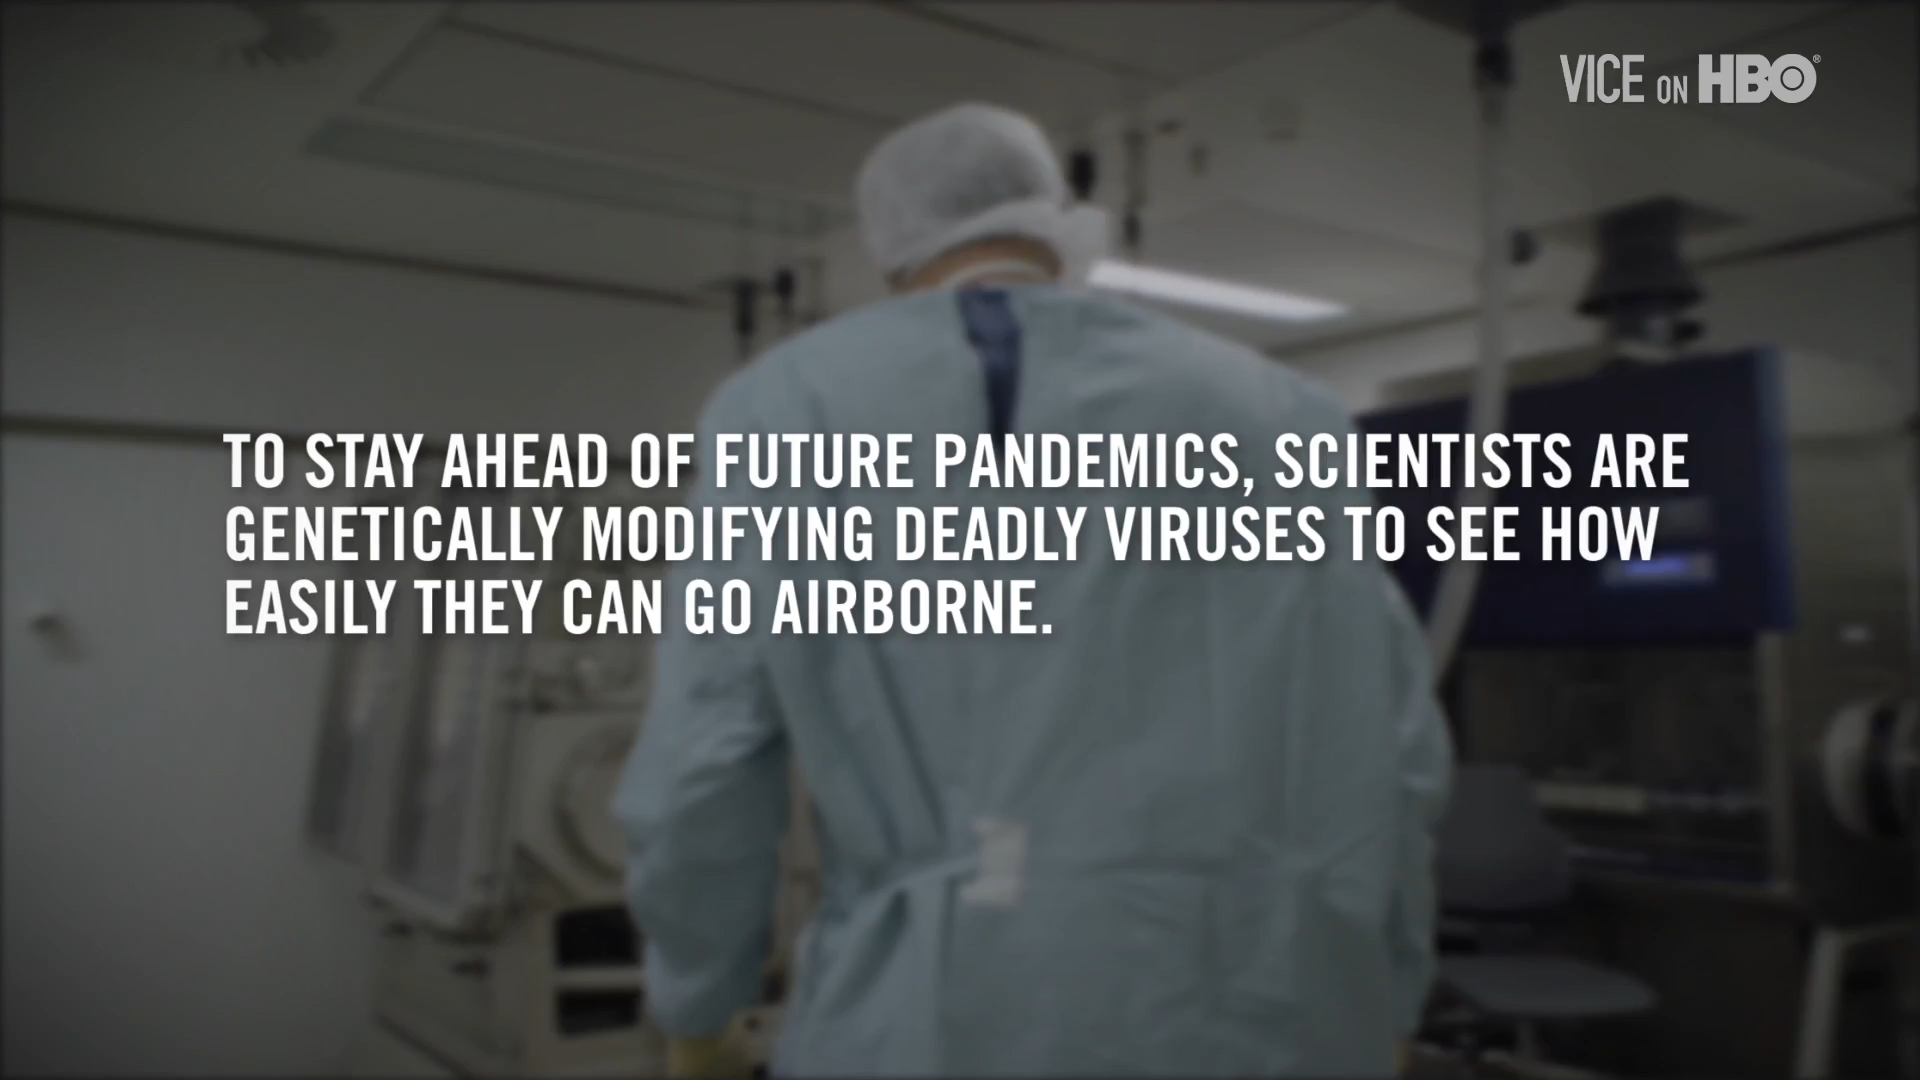 VICE ON HBO®
TO STAY AHEAD OF FUTURE PANDEMICS, SCIENTISTS ARE
GENETICALLY MODIFYING DEADLY VIRUSES TO SEE HOW
EASILY THEY CAN GO AIRBORNE.